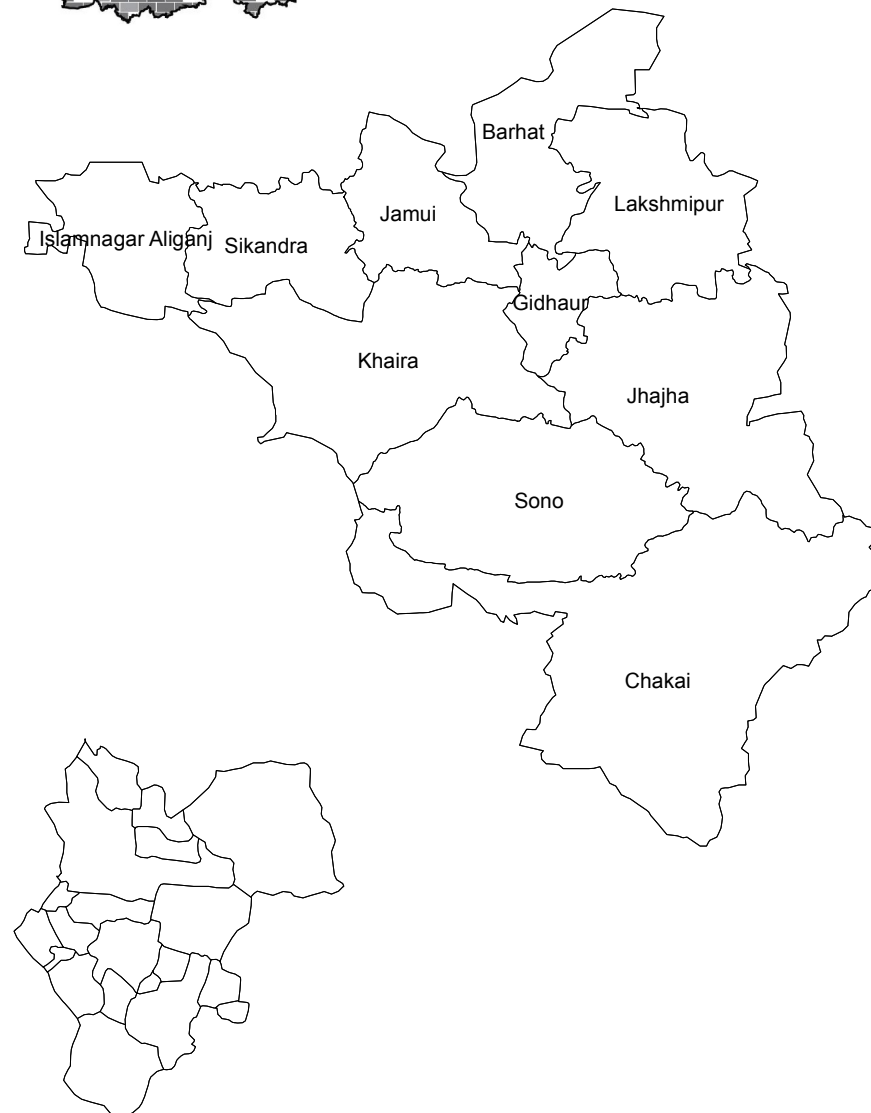 Barhat
Lakshmipur
Jamui
Islamnagar Aliganj
Sikandra
Gidhaur
Khaira
Jhajha
Sono
Chakai